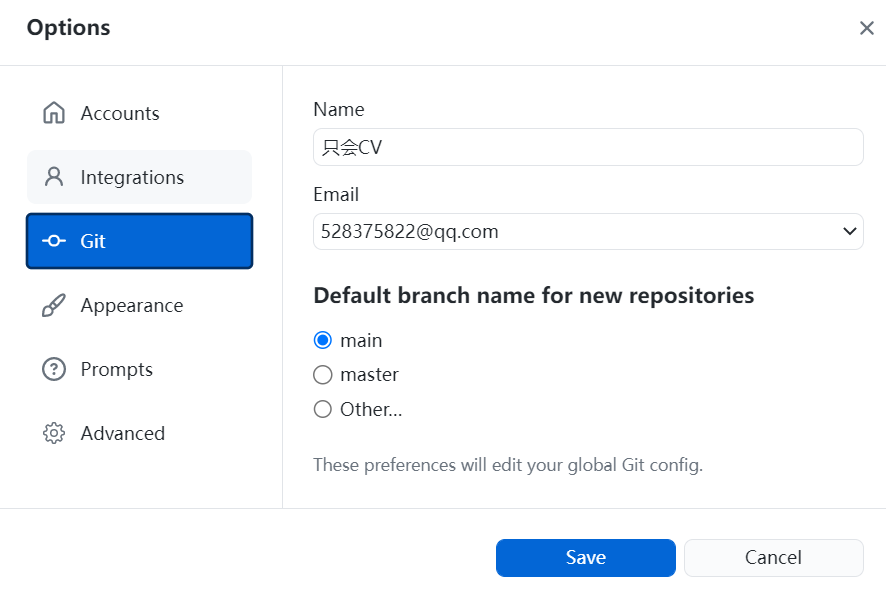 Options
Accounts
Integrations
Git
Appearance
Prompts
Advanced
Name
只会CV
Email
528375822@qq.com
Default branch name for new repositories
main
master
Other...
These preferences will edit your global Git config.
Save
Cancel